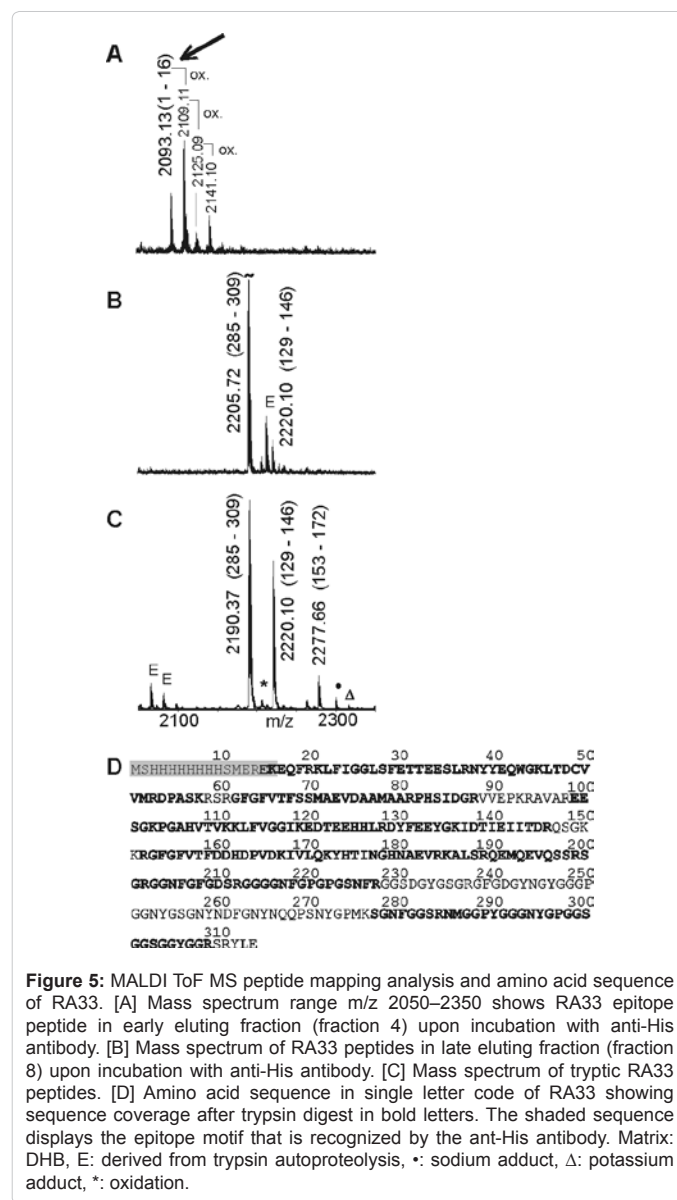 A
2093.13 (1 - 16)
2109.11
2125.09
2141.10
ox.
ox.
ox.
B
2205.72 (285 - 309)
~
E
2220.10 (129 - 146)
C
2190.37 (285 - 309)
2220.10 (129 - 146)
2277.66 (153 - 172)
E
E
*
•
Δ
2100 m/z 2300
D
10 20 30 40 50
MSHHHHHHHHSMEREKEQFRKLFIGGLSFETTEESLRNYYEQWGKLTDCV
60 70 80 90 100
VMRDPASKRSRGFGFVTFSSMAEVDAAMAARPHSIDGRVVEPKRAVAREE
110 120 130 140 150
SGKPGAHVTVKKLFVGGIKEDTEEHHLRDYFEEYGKIDTIEIITDRQSGK
160 170 180 190 200
KRGFGFVTFDDHDPVDKIVLQKYHTINGHNAEVRKALSRQEMQEVQSSRS
210 220 230 240 250
GRGGNFGFGDSRGGGGNFGPGPGSNFRGGSDGYGSGRGFGDGYNGYGGGP
260 270 280 290 300
GGNYGSGNYNDFGNYNQQPSNYGPMKSGNFGGSRNMGGPYGGGNYGPGGS
310
GGSGGYGGRSRYLE
Figure 5: MALDI ToF MS peptide mapping analysis and amino acid sequence
of RA33. [A] Mass spectrum range m/z 2050–2350 shows RA33 epitope
peptide in early eluting fraction (fraction 4) upon incubation with anti-His
antibody. [B] Mass spectrum of RA33 peptides in late eluting fraction (fraction
8) upon incubation with anti-His antibody. [C] Mass spectrum of tryptic RA33
peptides. [D] Amino acid sequence in single letter code of RA33 showing
sequence coverage after trypsin digest in bold letters. The shaded sequence
displays the epitope motif that is recognized by the ant-His antibody. Matrix:
DHB, E: derived from trypsin autoproteolysis, •: sodium adduct, Δ: potassium
adduct, *: oxidation.